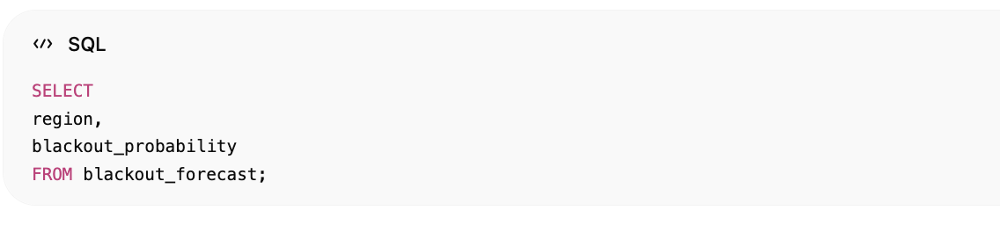 SQL
SELECT
region,
blackout_probability
FROM blackout_forecast;